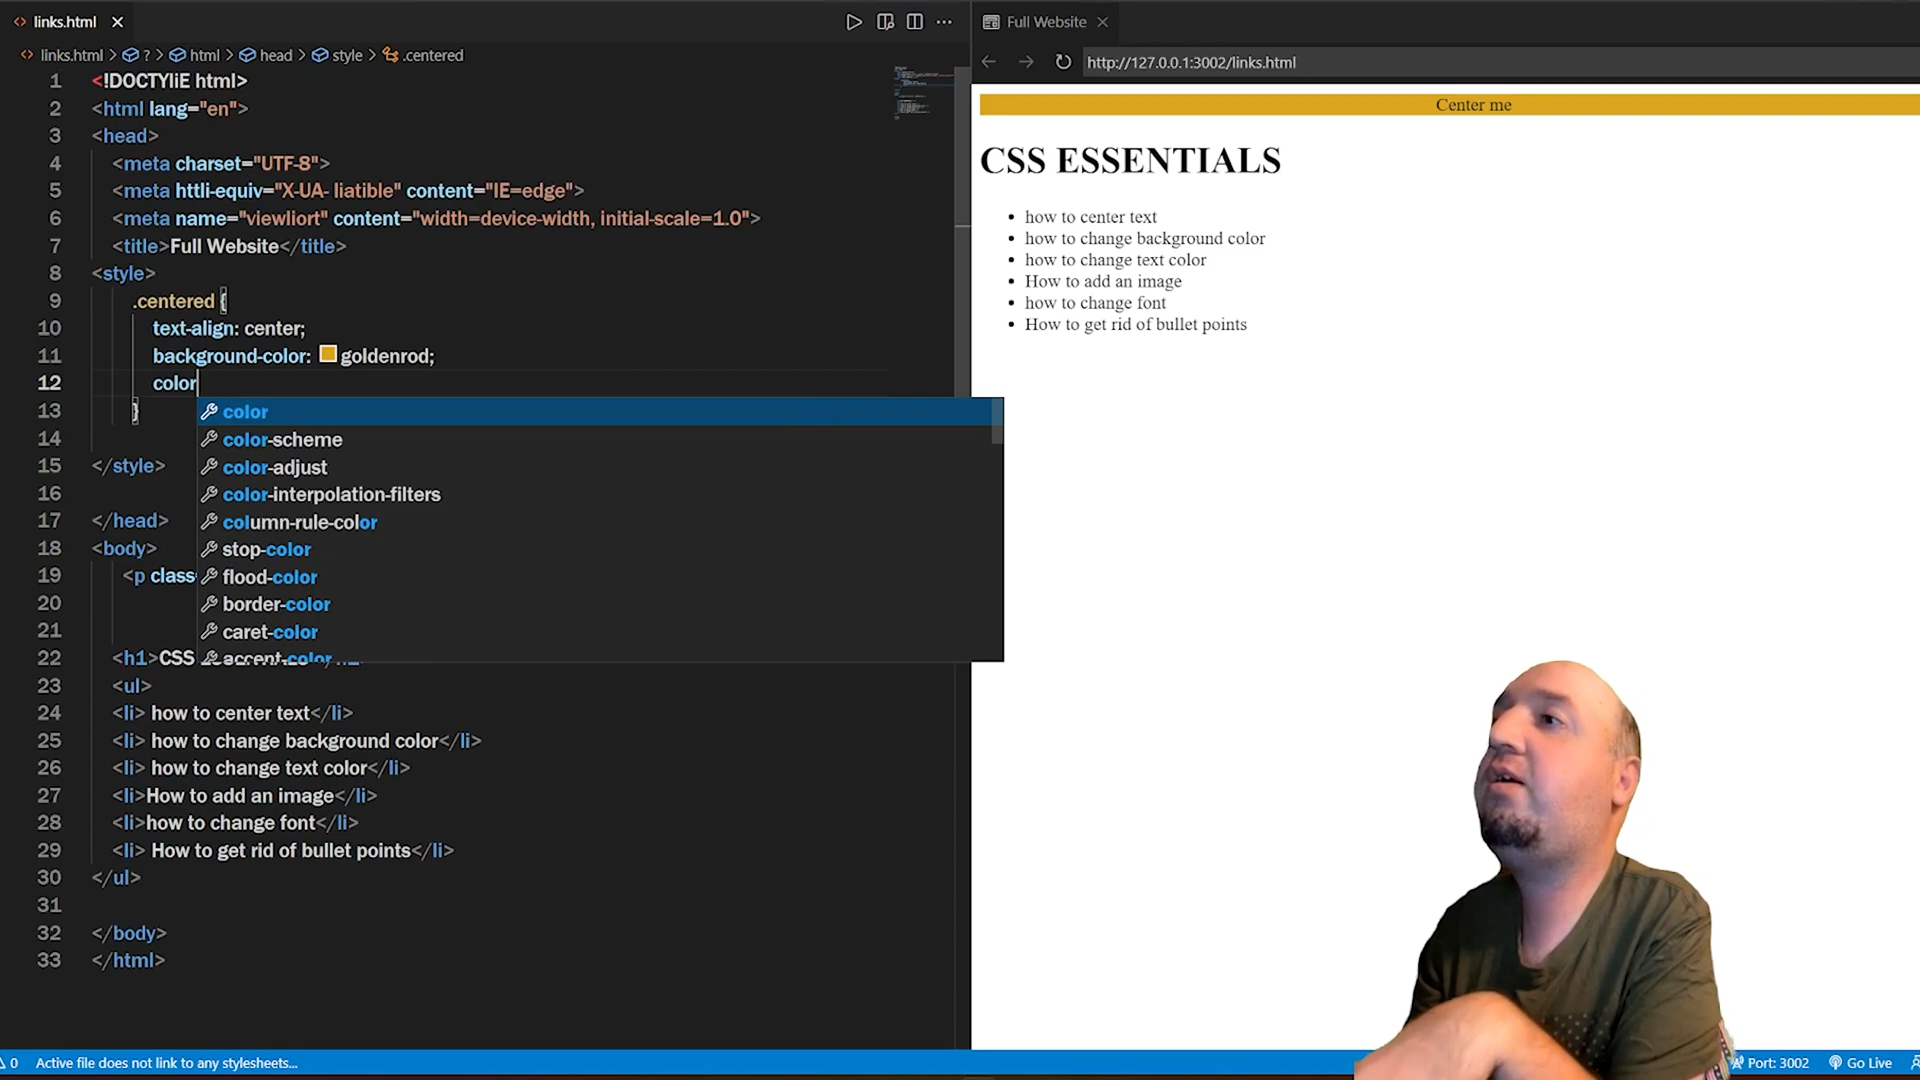 links.html
links.html > ? > html > head > style > .centered
1 <!DOCTYliE html>
2 <html lang="en">
3 <head>
4 <meta charset="UTF-8">
5 <meta httli-equiv="X-UA- liatible" content="IE=edge">
6 <meta name="viewliort" content="width=device-width, initial-scale=1.0">
7 <title>Full Website</title>
8 <style>
9 .centered {
10 text-align: center;
11 background-color: goldenrod;
12 color
13 }
14
15 </style>
16
17 </head>
18 <body>
19 <p class
20
21
22 <h1>CSS
23 <ul>
24 <li> how to center text</li>
25 <li> how to change background color</li>
26 <li> how to change text color</li>
27 <li>How to add an image</li>
28 <li>how to change font</li>
29 <li> How to get rid of bullet points</li>
30 </ul>
31
32 </body>
33 </html>
color
color-scheme
color-adjust
color-interpolation-filters
column-rule-color
stop-color
flood-color
border-color
caret-color
accent-color
Full Website
http://127.0.0.1:3002/links.html
Center me
CSS ESSENTIALS
• how to center text
• how to change background color
• how to change text color
• How to add an image
• how to change font
• How to get rid of bullet points
0 Active file does not link to any stylesheets...
Port: 3002 Go Live